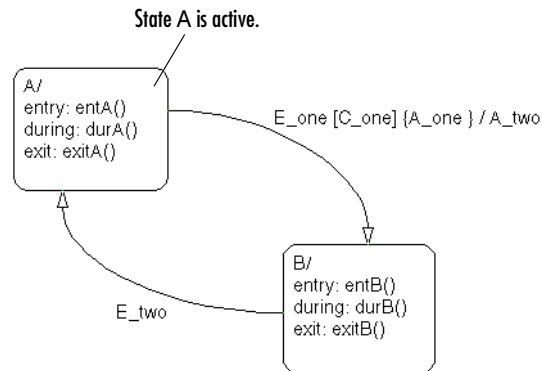 State A is active.
A/
entry: entA()
during: durA()
exit: exitA()
E_one [C_one] {A_one } / A_two
B/
entry: entB()
during: durB()
exit: exitB()
E_two